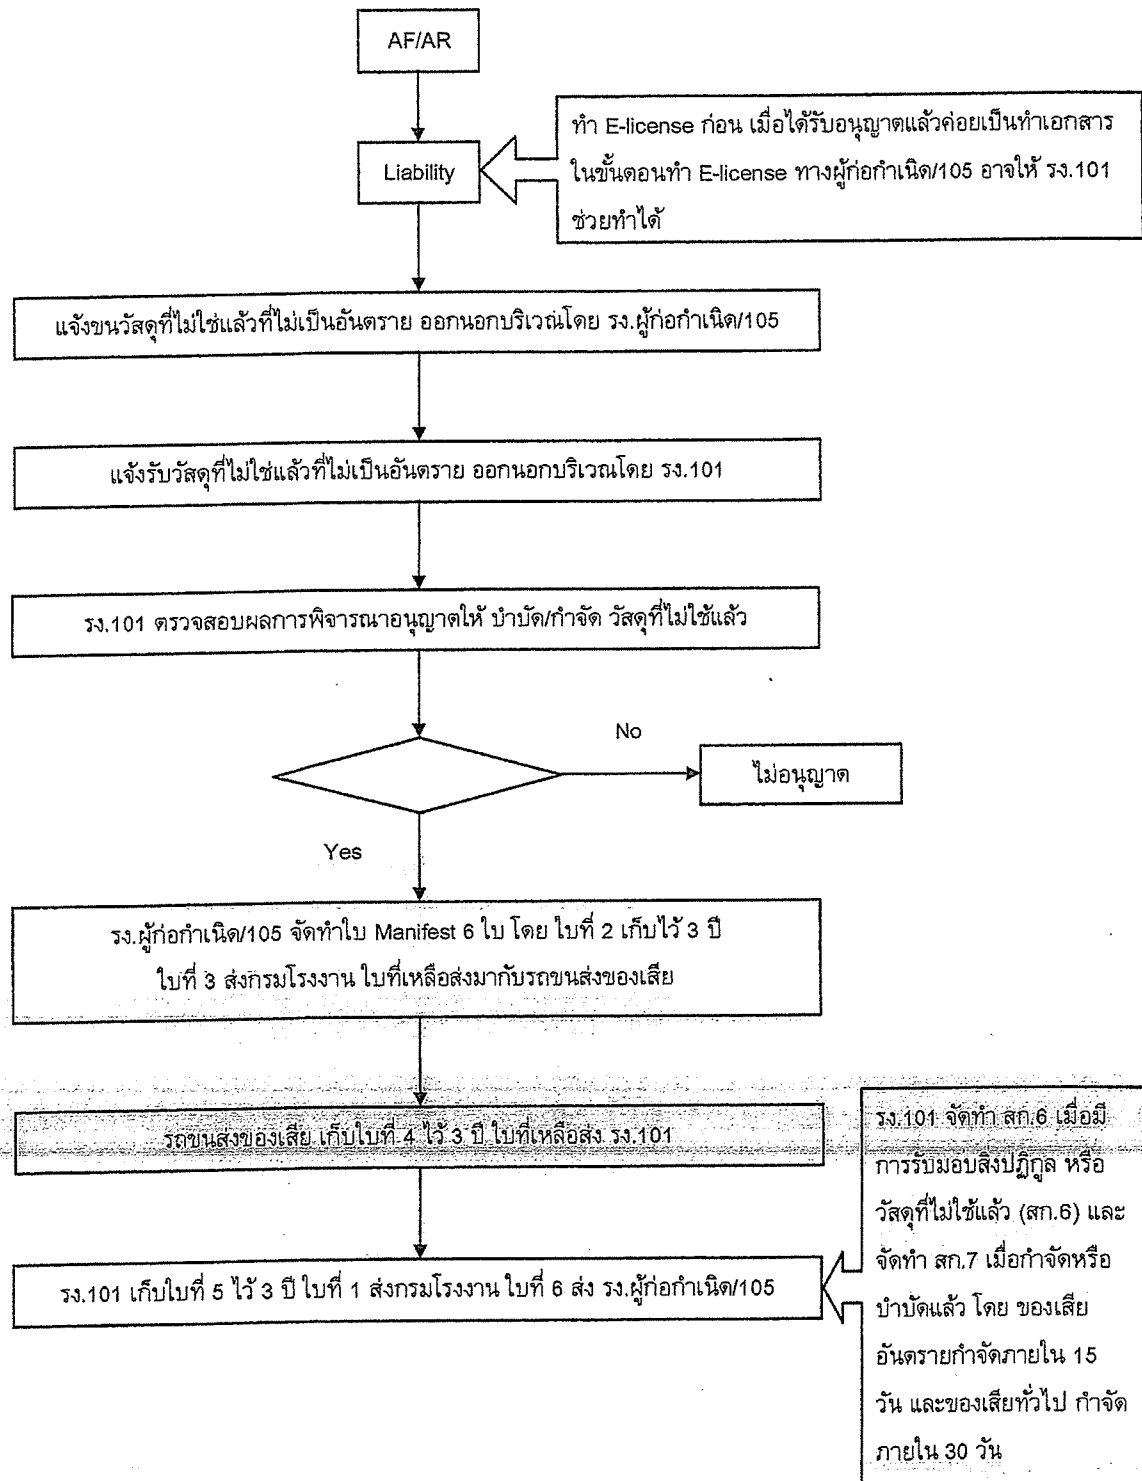 AF/AR
Liability
ทำ E-license ก่อน เมื่อได้รับอนุญาตแล้วค่อยเป็นทำเอกสาร
ในขั้นตอนทำ E-license ทางผู้ก่อกำเนิด/105 อาจให้ รง.101
ช่วยทำได้
แจ้งขนวัสดุที่ไม่ใช่แล้วที่ไม่เป็นอันตราย ออกนอกบริเวณโดย รง.ผู้ก่อกำเนิด/105
แจ้งรับวัสดุที่ไม่ใช่แล้วที่ไม่เป็นอันตราย ออกนอกบริเวณโดย รง.101
รง.101 ตรวจสอบผลการพิจารณาอนุญาตให้ บำบัด/กำจัด วัสดุที่ไม่ใช้แล้ว
No
ไม่อนุญาต
Yes
รง.ผู้ก่อกำเนิด/105 จัดทำใบ Manifest 6 ใบ โดย ใบที่ 2 เก็บไว้ 3 ปี
ใบที่ 3 ส่งกรมโรงงาน ใบที่เหลือส่งมากับรถขนส่งของเสีย
รถขนส่งของเสีย เก็บใบที่ 4 ไว้ 3 ปี ใบที่เหลือส่ง รง.101
รง.101 เก็บใบที่ 5 ไว้ 3 ปี ใบที่ 1 ส่งกรมโรงงาน ใบที่ 6 ส่ง รง.ผู้ก่อกำเนิด/105
รง.101 จัดทำ สก.6 เมื่อมี
การรับมอบสิ่งปฏิกูล หรือ
วัสดุที่ไม่ใช้แล้ว (สก.6) และ
จัดทำ สก.7 เมื่อกำจัดหรือ
บำบัดแล้ว โดย ของเสีย
อันตรายกำจัดภายใน 15
วัน และของเสียทั่วไป กำจัด
ภายใน 30 วัน